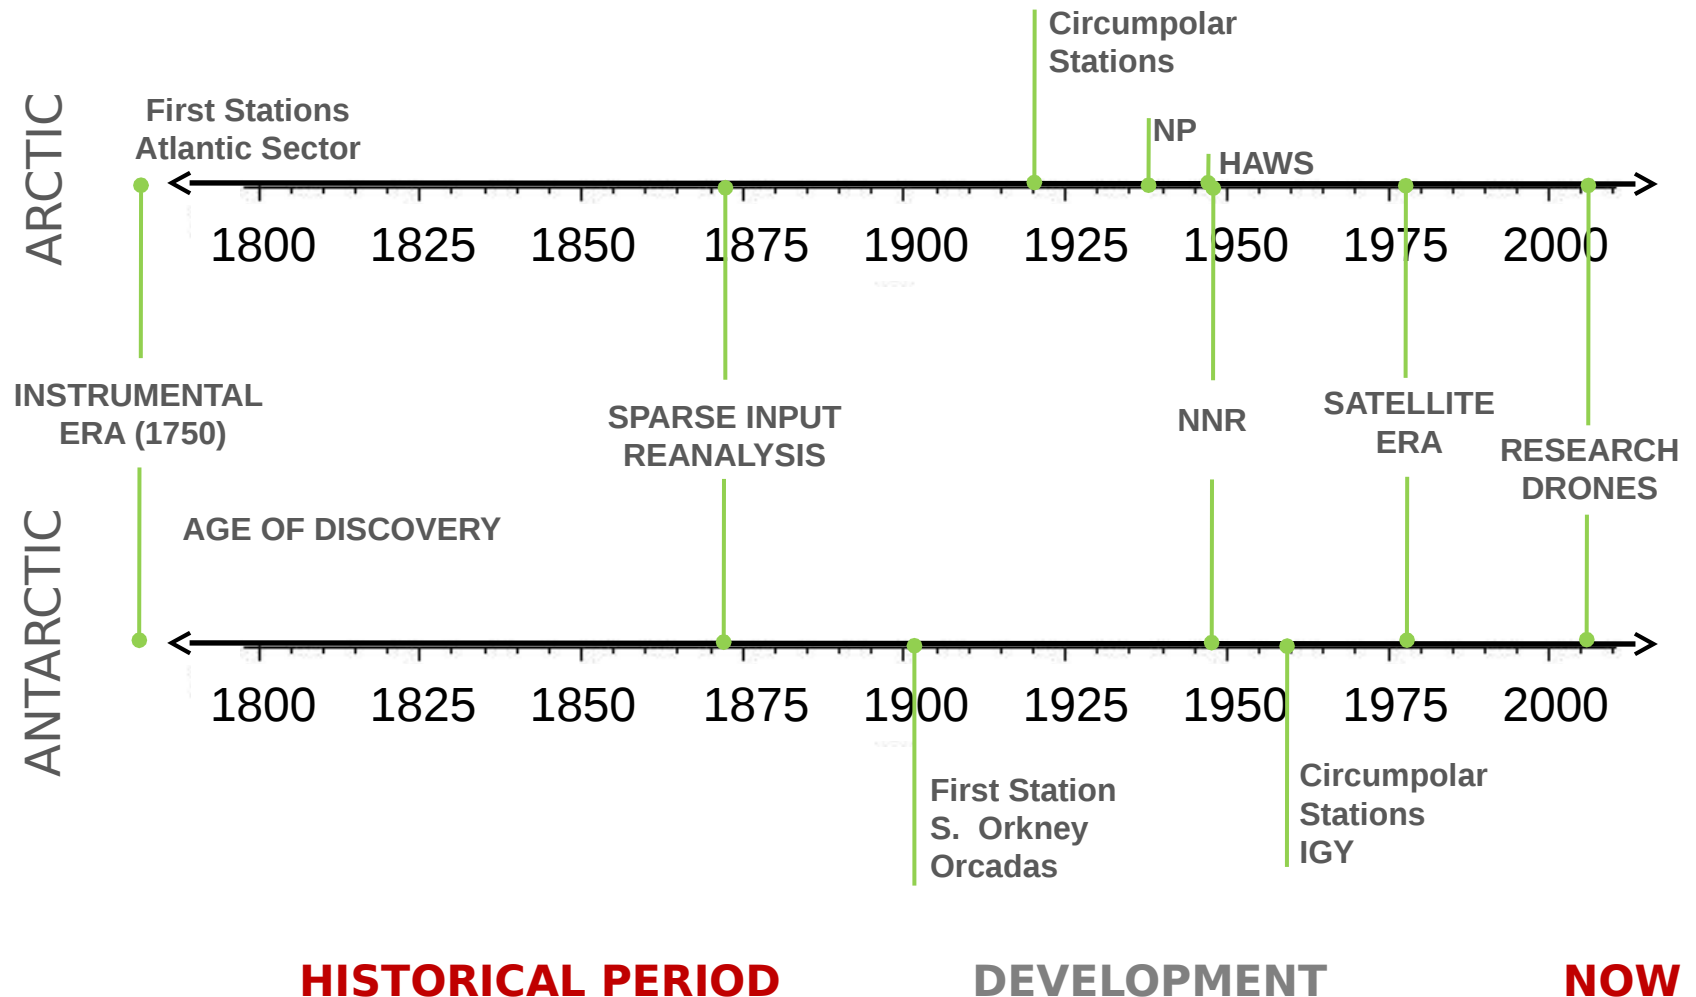 Circumpolar
Stations
NP
HAWS
First Stations
Atlantic Sector
ARCTIC
1800 1825 1850 1875 1900 1925 1950 1975 2000
INSTRUMENTAL
ERA (1750)
SPARSE INPUT
REANALYSIS
NNR
SATELLITE
ERA
RESEARCH
DRONES
AGE OF DISCOVERY
ANTARCTIC
1800 1825 1850 1875 1900 1925 1950 1975 2000
First Station
S. Orkney
Orcadas
Circumpolar
Stations
IGY
HISTORICAL PERIOD DEVELOPMENT NOW